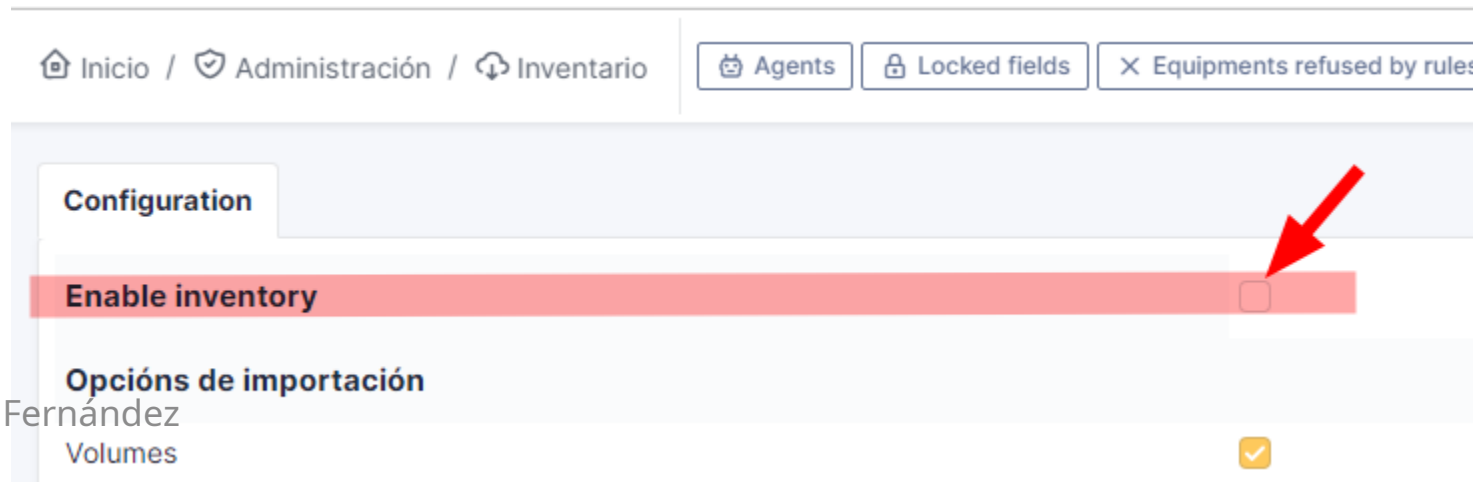 Inicio / Administración / Inventario Agents Locked fields Equipments refused by rules
Configuration
Enable inventory
Opcións de importación
Fernández
Volumes